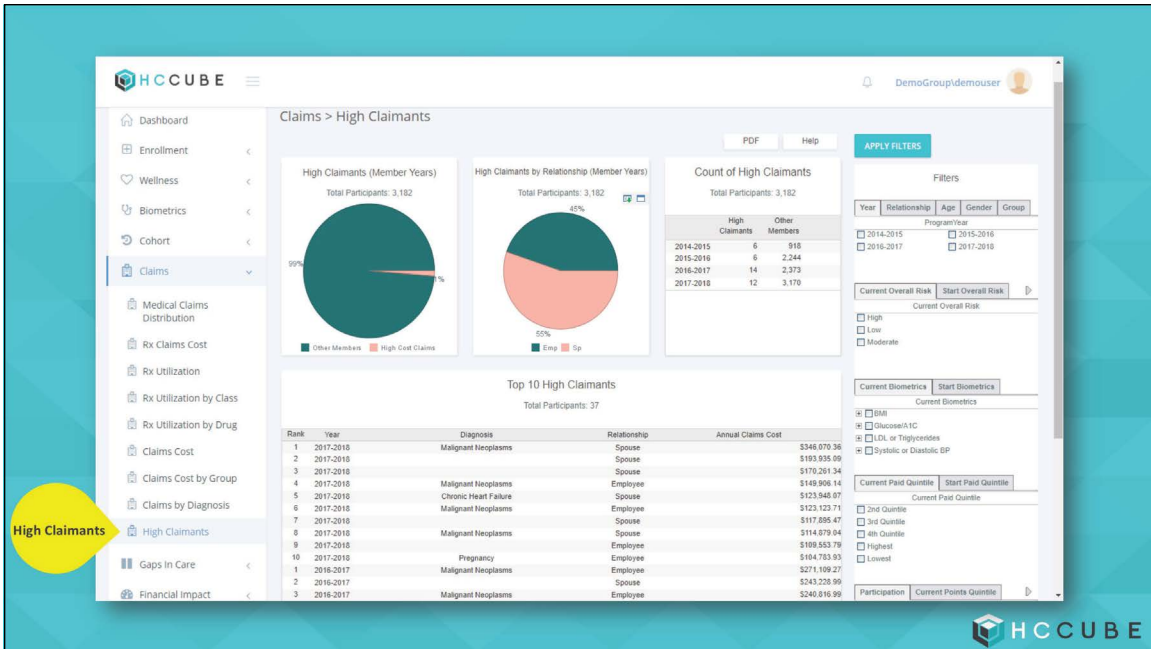 HCCUBE
DemoGroup\demouser
Dashboard
Enrollment
Wellness
Biometrics
Cohort
Claims
Medical Claims
Distribution
Rx Claims Cost
Rx Utilization
Rx Utilization by Class
Rx Utilization by Drug
Claims Cost
Claims Cost by Group
Claims by Diagnosis
High Claimants
High Claimants
Gaps In Care
Financial Impact
Claims > High Claimants
PDF Help
High Claimants (Member Years)
Total Participants: 3,182
99%
1%
Other Members High Cost Claims
High Claimants by Relationship (Member Years)
Total Participants: 3,182
45%
55%
Emp Sp
Count of High Claimants
Total Participants: 3,182
High Other
Claimants Members
2014-2015 6 918
2015-2016 6 2,244
2016-2017 14 2,373
2017-2018 12 3,170
Top 10 High Claimants
Total Participants: 37
Rank Year Diagnosis Relationship Annual Claims Cost
1 2017-2018 Malignant Neoplasms Spouse $346,070.36
2 2017-2018 Spouse $193,935.09
3 2017-2018 Spouse $170,261.34
4 2017-2018 Malignant Neoplasms Employee $149,906.14
5 2017-2018 Chronic Heart Failure Spouse $123,948.07
6 2017-2018 Malignant Neoplasms Employee $123,123.71
7 2017-2018 Spouse $117,895.47
8 2017-2018 Malignant Neoplasms Spouse $114,879.04
9 2017-2018 Employee $109,553.79
10 2017-2018 Pregnancy Employee $104,783.93
1 2016-2017 Malignant Neoplasms Employee $271,109.27
2 2016-2017 Spouse $243,228.99
3 2016-2017 Malignant Neoplasms Employee $240,816.99
APPLY FILTERS
Filters
Year Relationship Age Gender Group
ProgramYear
2014-2015 2015-2016
2016-2017 2017-2018
Current Overall Risk Start Overall Risk
Current Overall Risk
High
Low
Moderate
Current Biometrics Start Biometrics
Current Biometrics
BMI
Glucose/A1C
LDL or Triglycerides
Systolic or Diastolic BP
Current Paid Quintile Start Paid Quintile
Current Paid Quintile
2nd Quintile
3rd Quintile
4th Quintile
Highest
Lowest
Participation Current Points Quintile
HCCUBE